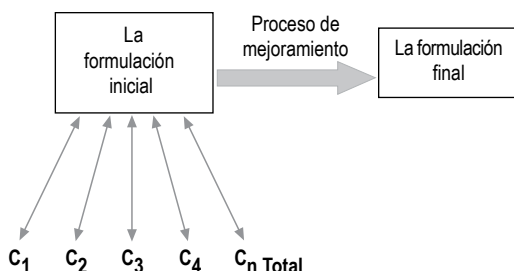 La
formulación
inicial
Proceso de
mejoramiento
La formulación
final
C1 C2 C3 C4 Cn Total